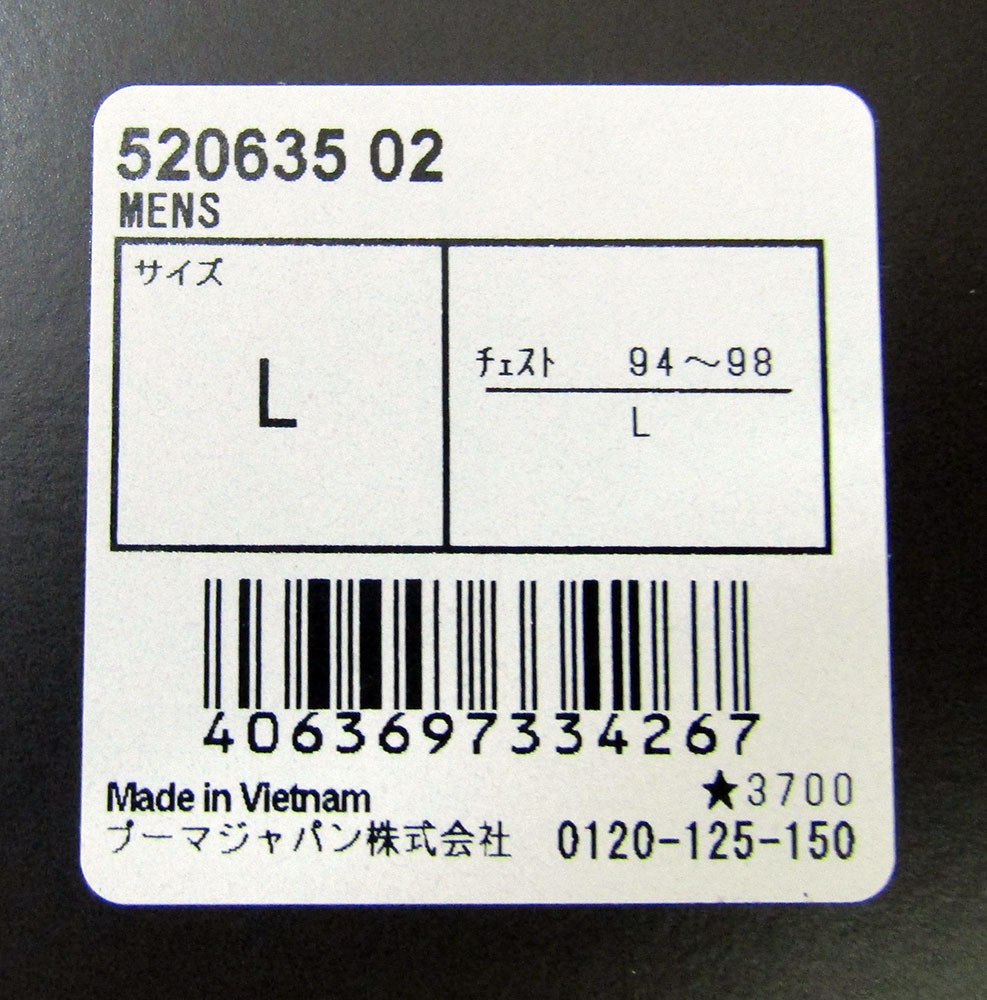 520635 02
MENS
サイズ
L
チェスト 94～98
L
4063697334267
Made in Vietnam
★3700
プーマジャパン株式会社 0120-125-150